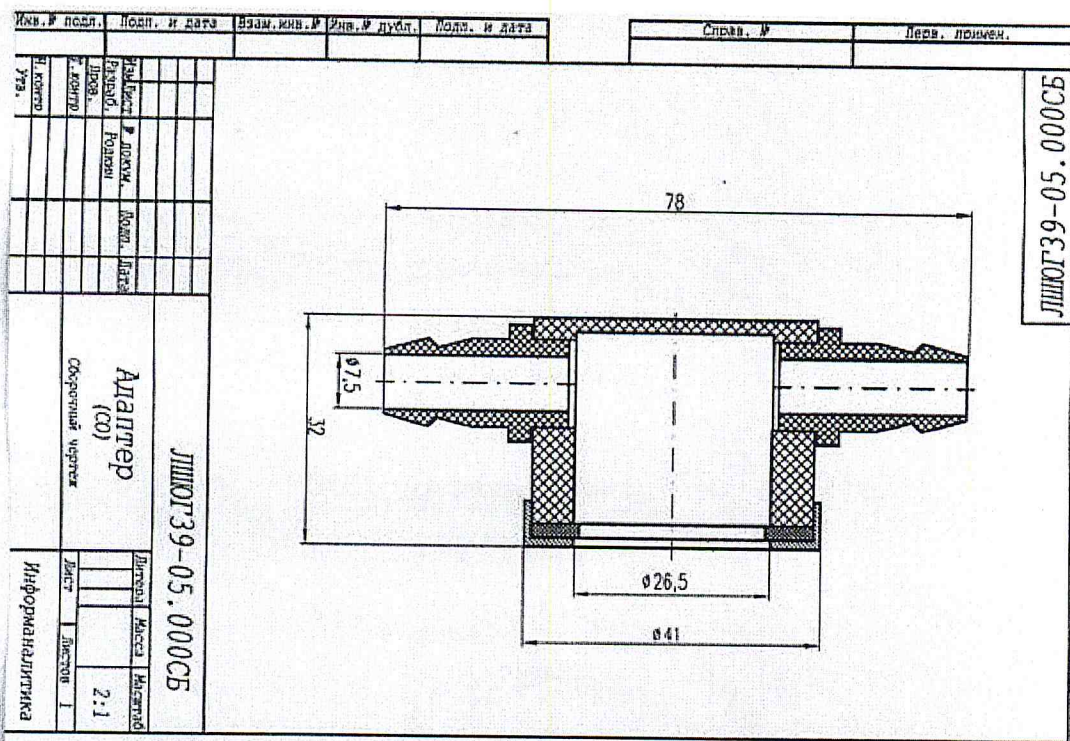 Инв.№ подл.
Подп. и дата
Взам.инв.№
Инв.№ дубл.
Подп. и дата
Справ. №
Перв. примен.
ЛШЮГ39-05.000СБ
78
32
ø7,5
ø26,5
ø41
ЛШЮГ39-05.000СБ
Изм. Лист № докум. Подп. Дата
Разраб.
Пров.
Т.контр
Н.контр
Утв.
Адаптер
(СО)
Сборочный чертеж
Литера Масса Масштаб
2:1
Лист Листов 1
Информаналитика